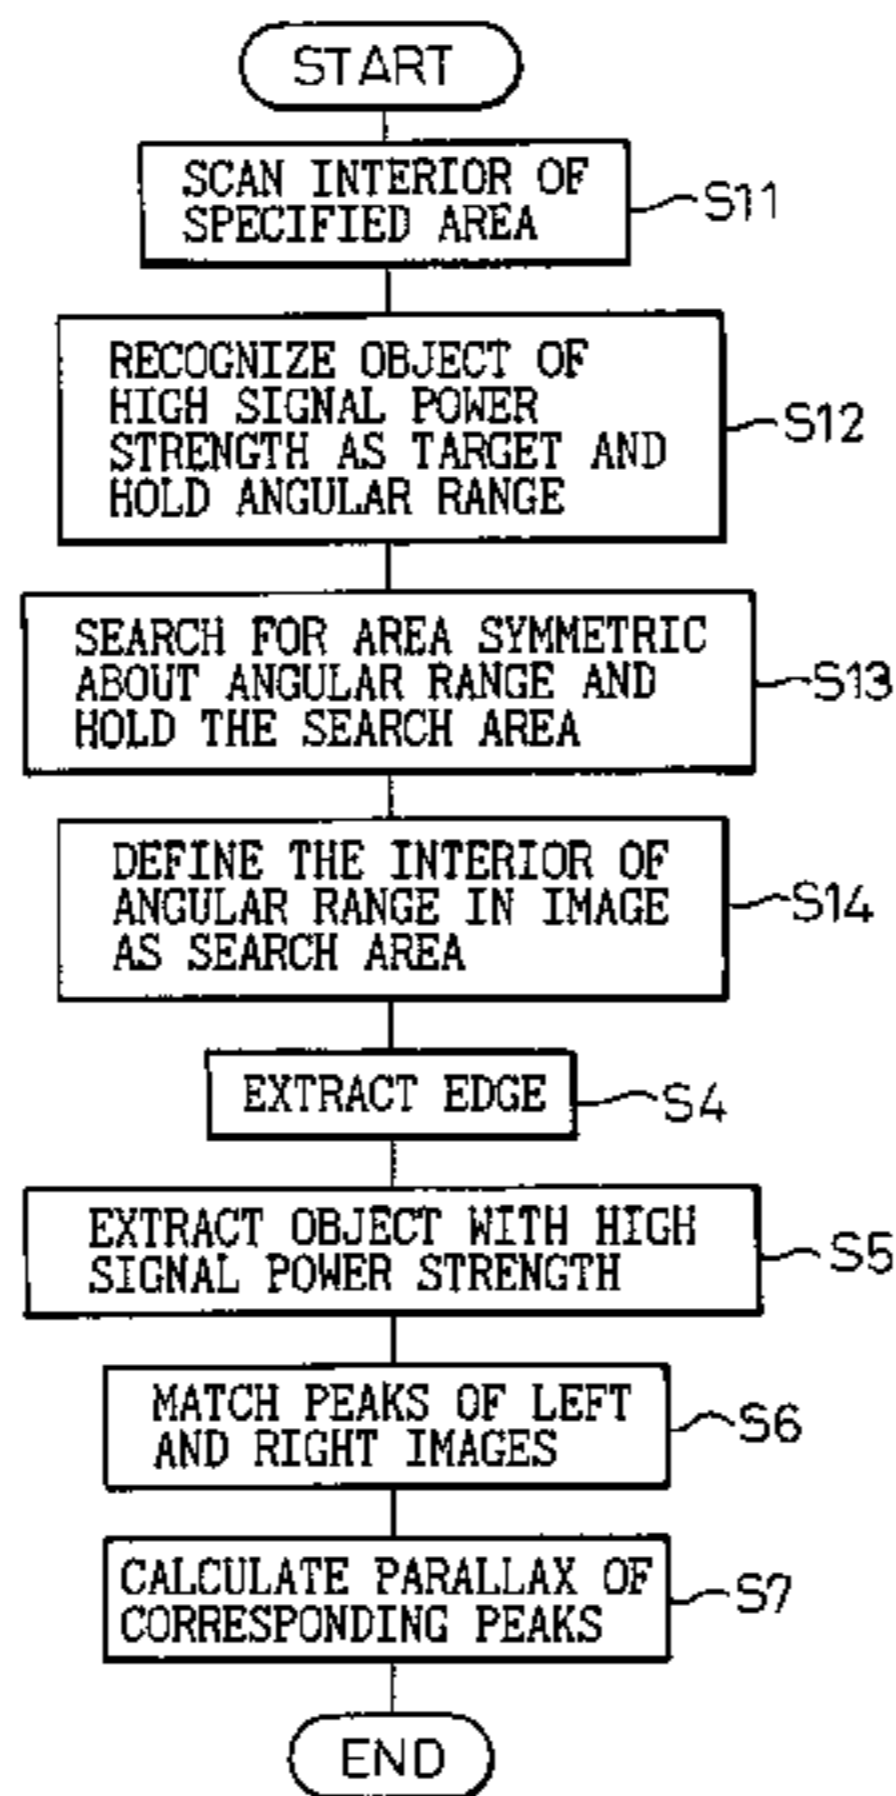 START
SCAN INTERIOR OF
SPECIFIED AREA
S11
RECOGNIZE OBJECT OF
HIGH SIGNAL POWER
STRENGTH AS TARGET AND
HOLD ANGULAR RANGE
S12
SEARCH FOR AREA SYMMETRIC
ABOUT ANGULAR RANGE AND
HOLD THE SEARCH AREA
S13
DEFINE THE INTERIOR OF
ANGULAR RANGE IN IMAGE
AS SEARCH AREA
S14
EXTRACT EDGE
S4
EXTRACT OBJECT WITH HIGH
SIGNAL POWER STRENGTH
S5
MATCH PEAKS OF LEFT
AND RIGHT IMAGES
S6
CALCULATE PARALLAX OF
CORRESPONDING PEAKS
S7
END